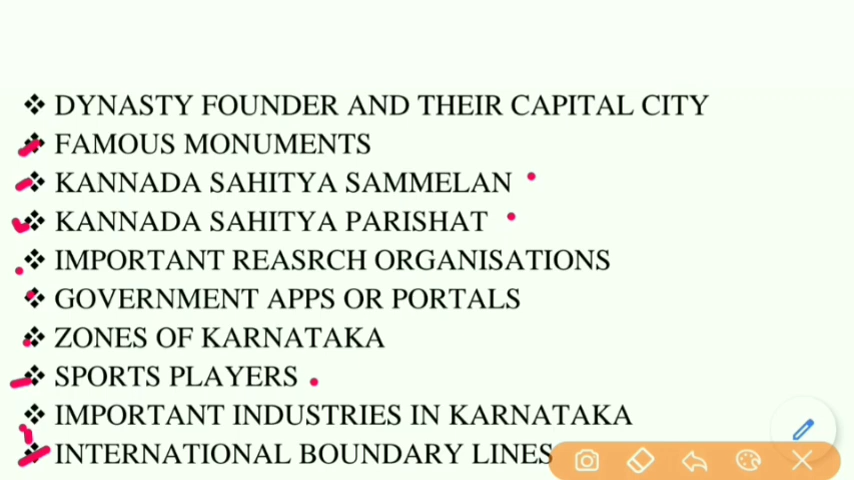 ❖ DYNASTY FOUNDER AND THEIR CAPITAL CITY
❖ FAMOUS MONUMENTS
❖ KANNADA SAHITYA SAMMELAN
❖ KANNADA SAHITYA PARISHAT
❖ IMPORTANT REASRCH ORGANISATIONS
❖ GOVERNMENT APPS OR PORTALS
❖ ZONES OF KARNATAKA
❖ SPORTS PLAYERS
❖ IMPORTANT INDUSTRIES IN KARNATAKA
❖ INTERNATIONAL BOUNDARY LINES